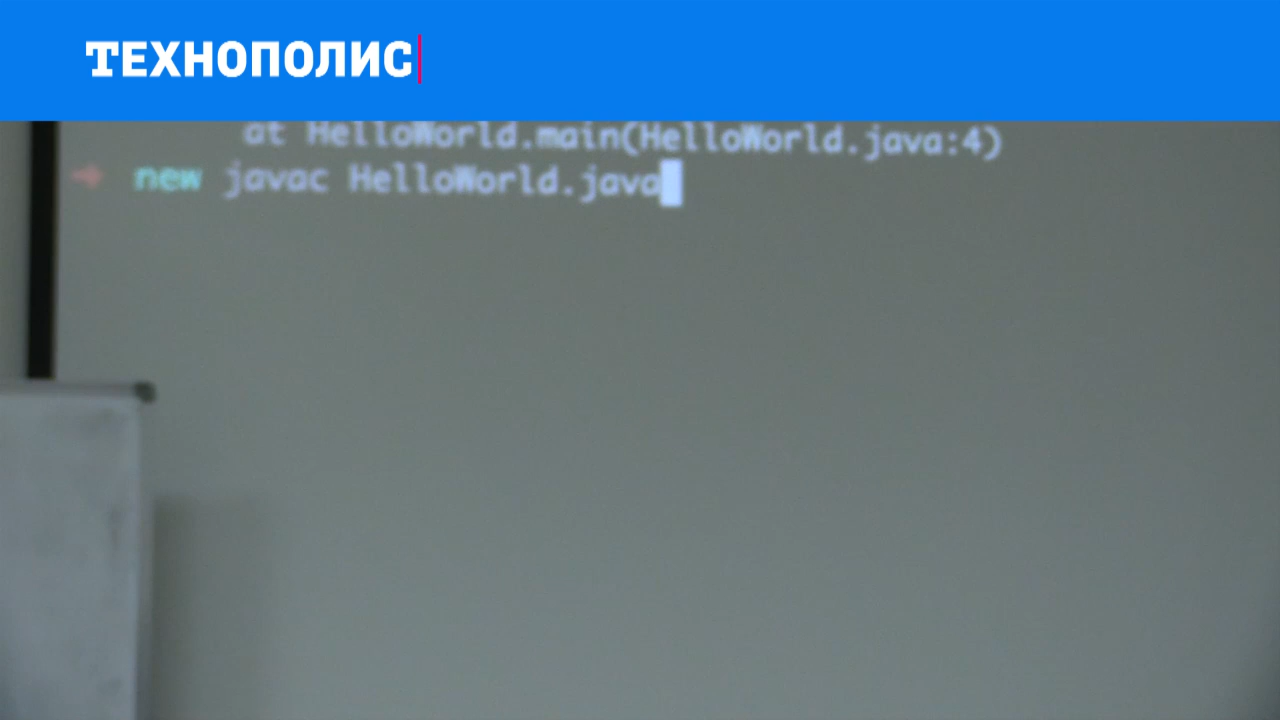 ТЕХНОПОЛИС
at HelloWorld.main(HelloWorld.java:4)
→ new javac HelloWorld.java